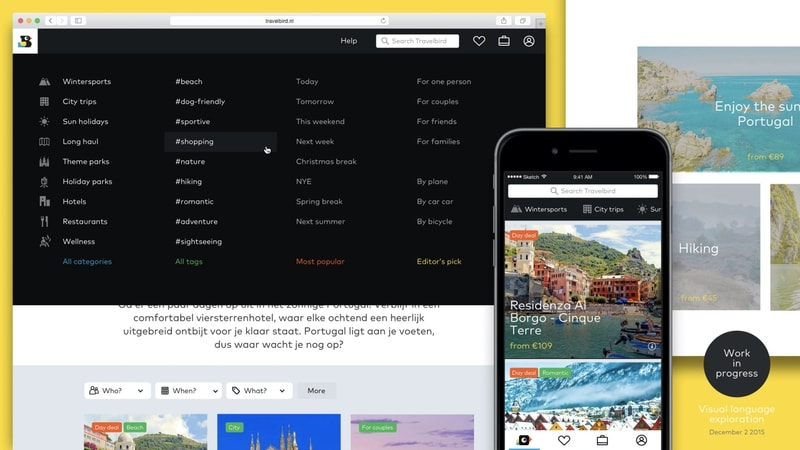 travelbird.nl
Help
Search Travelbird
Wintersports
City trips
Sun holidays
Long haul
Theme parks
Holiday parks
Hotels
Restaurants
Wellness
All categories
#beach
#dog-friendly
#sportive
#shopping
#nature
#hiking
#romantic
#adventure
#sightseeing
All tags
Today
Tomorrow
This weekend
Next week
Christmas break
NYE
Spring break
Next summer
Most popular
For one person
For couples
For friends
For families
By plane
By car car
By bicycle
Editor's pick
Ga er een paar dagen op uit in het zonnige Portugal. Verblijf in een
comfortabel viersterrenhotel, waar elke ochtend een heerlijk
uitgebreid ontbijt voor je klaar staat. Portugal ligt aan je voeten,
dus waar wacht je nog op?
Who?
When?
What?
More
Day deal
Beach
City
For couples
Sketch
9:41 AM
100%
Search Travelbird
Wintersports
City trips
Sun
Day deal
Residenza Al
Borgo - Cinque
Terre
from €109
Day deal
Romantic
Enjoy the sun
Portugal
from €89
Hiking
from €45
Work
in
progress
Visual language
exploration
December 2 2015